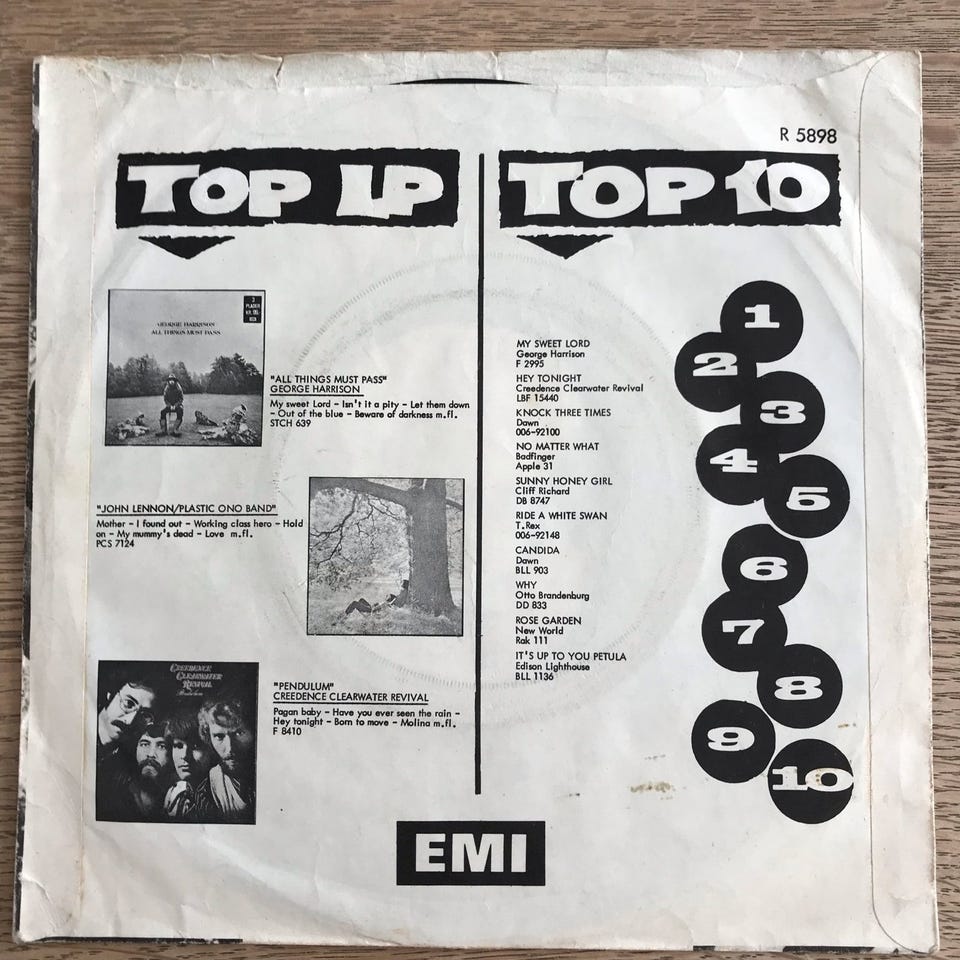 R 5898
TOP LP
GEORGE HARRISON
ALL THINGS MUST PASS
3
PLADER
"ALL THINGS MUST PASS"
GEORGE HARRISON
My sweet Lord – Isn't it a pity – Let them down
– Out of the blue – Beware of darkness m.fl.
STCH 639
"JOHN LENNON/PLASTIC ONO BAND"
Mother – I found out – Working class hero – Hold
on – My mummy's dead – Love m.fl.
PCS 7124
CREEDENCE
CLEARWATER
REVIVAL
Pendulum
"PENDULUM"
CREEDENCE CLEARWATER REVIVAL
Pagan baby – Have you ever seen the rain –
Hey tonight – Born to move – Molina m.fl.
F 8410
TOP 10
MY SWEET LORD
George Harrison
F 2995
HEY TONIGHT
Creedence Clearwater Revival
LBF 15440
KNOCK THREE TIMES
Dawn
006-92100
NO MATTER WHAT
Badfinger
Apple 31
SUNNY HONEY GIRL
Cliff Richard
DB 8747
RIDE A WHITE SWAN
T.Rex
006-92148
CANDIDA
Dawn
BLL 903
WHY
Otto Brandenburg
DD 833
ROSE GARDEN
New World
Rak 111
IT'S UP TO YOU PETULA
Edison Lighthouse
BLL 1136
1
2
3
4
5
6
7
8
9
10
EMI